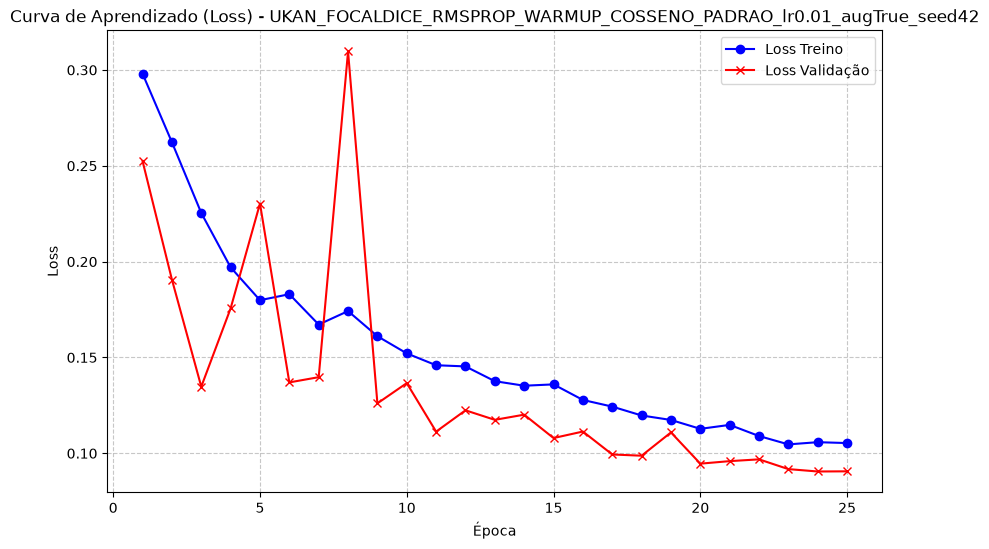 Curva de Aprendizado (Loss) - UKAN_FOCALDICE_RMSPROP_WARMUP_COSSENO_PADRAO_lr0.01_augTrue_seed42
Loss Treino
Loss Validação
0.30
0.25
0.20
0.15
0.10
Loss
0
5
10
15
20
25
Época